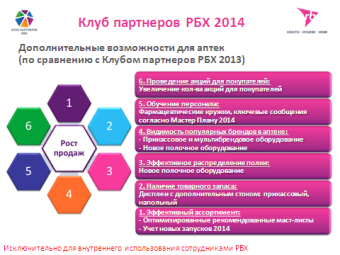 Клуб партнеров РБХ 2014
КЛУБ ПАРТНЕРОВ
РБХ
HEALTH • HYGIENE • HOME
Дополнительные возможности для аптек
(по сравнению с Клубом партнеров РБХ 2013)
6. Проведение акций для покупателей:
Увеличение кол-ва акций для покупателей
5. Обучение персонала:
Фармацевтические кружки, ключевые сообщения
согласно Мастер Плану 2014
4. Видимость популярных брендов в аптеке:
- Прикассовое и мультибрендовое оборудование
- Новое полочное оборудование
3. Эффективное распределение полки:
Новое полочное оборудование
2. Наличие товарного запаса:
Дисплеи с дополнительным стоком: прикассовый,
напольный
1. Эффективный ассортимент:
- Оптимизированные рекомендованные маст-листы
- Учет новых запусков 2014
1
2
3
4
5
6
Рост
продаж
Исключительно для внутреннего использования сотрудниками РБХ